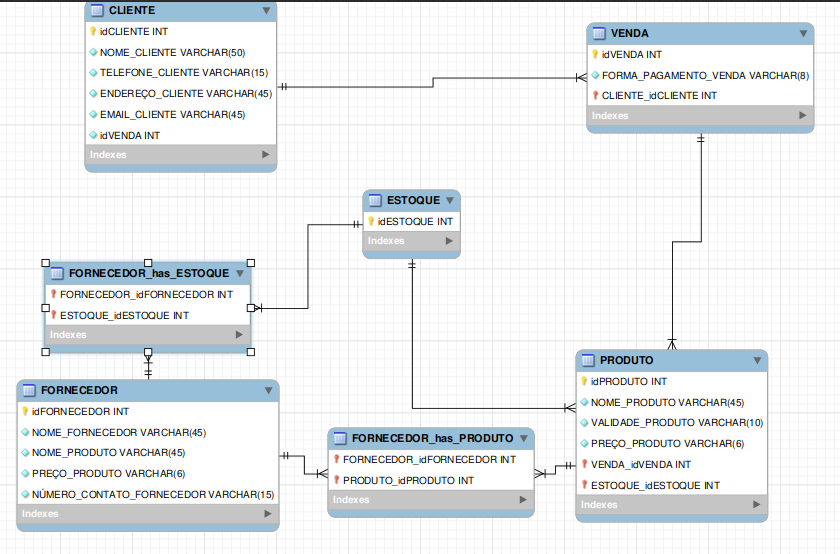 CLIENTE
idCLIENTE INT
NOME_CLIENTE VARCHAR(50)
TELEFONE_CLIENTE VARCHAR(15)
ENDEREÇO_CLIENTE VARCHAR(45)
EMAIL_CLIENTE VARCHAR(45)
idVENDA INT
Indexes
VENDA
idVENDA INT
FORMA_PAGAMENTO_VENDA VARCHAR(8)
CLIENTE_idCLIENTE INT
Indexes
ESTOQUE
idESTOQUE INT
Indexes
FORNECEDOR_has_ESTOQUE
FORNECEDOR_idFORNECEDOR INT
ESTOQUE_idESTOQUE INT
Indexes
FORNECEDOR
idFORNECEDOR INT
NOME_FORNECEDOR VARCHAR(45)
NOME_PRODUTO VARCHAR(45)
PREÇO_PRODUTO VARCHAR(6)
NÚMERO_CONTATO_FORNECEDOR VARCHAR(15)
Indexes
FORNECEDOR_has_PRODUTO
FORNECEDOR_idFORNECEDOR INT
PRODUTO_idPRODUTO INT
Indexes
PRODUTO
idPRODUTO INT
NOME_PRODUTO VARCHAR(45)
VALIDADE_PRODUTO VARCHAR(10)
PREÇO_PRODUTO VARCHAR(6)
VENDA_idVENDA INT
ESTOQUE_idESTOQUE INT
Indexes